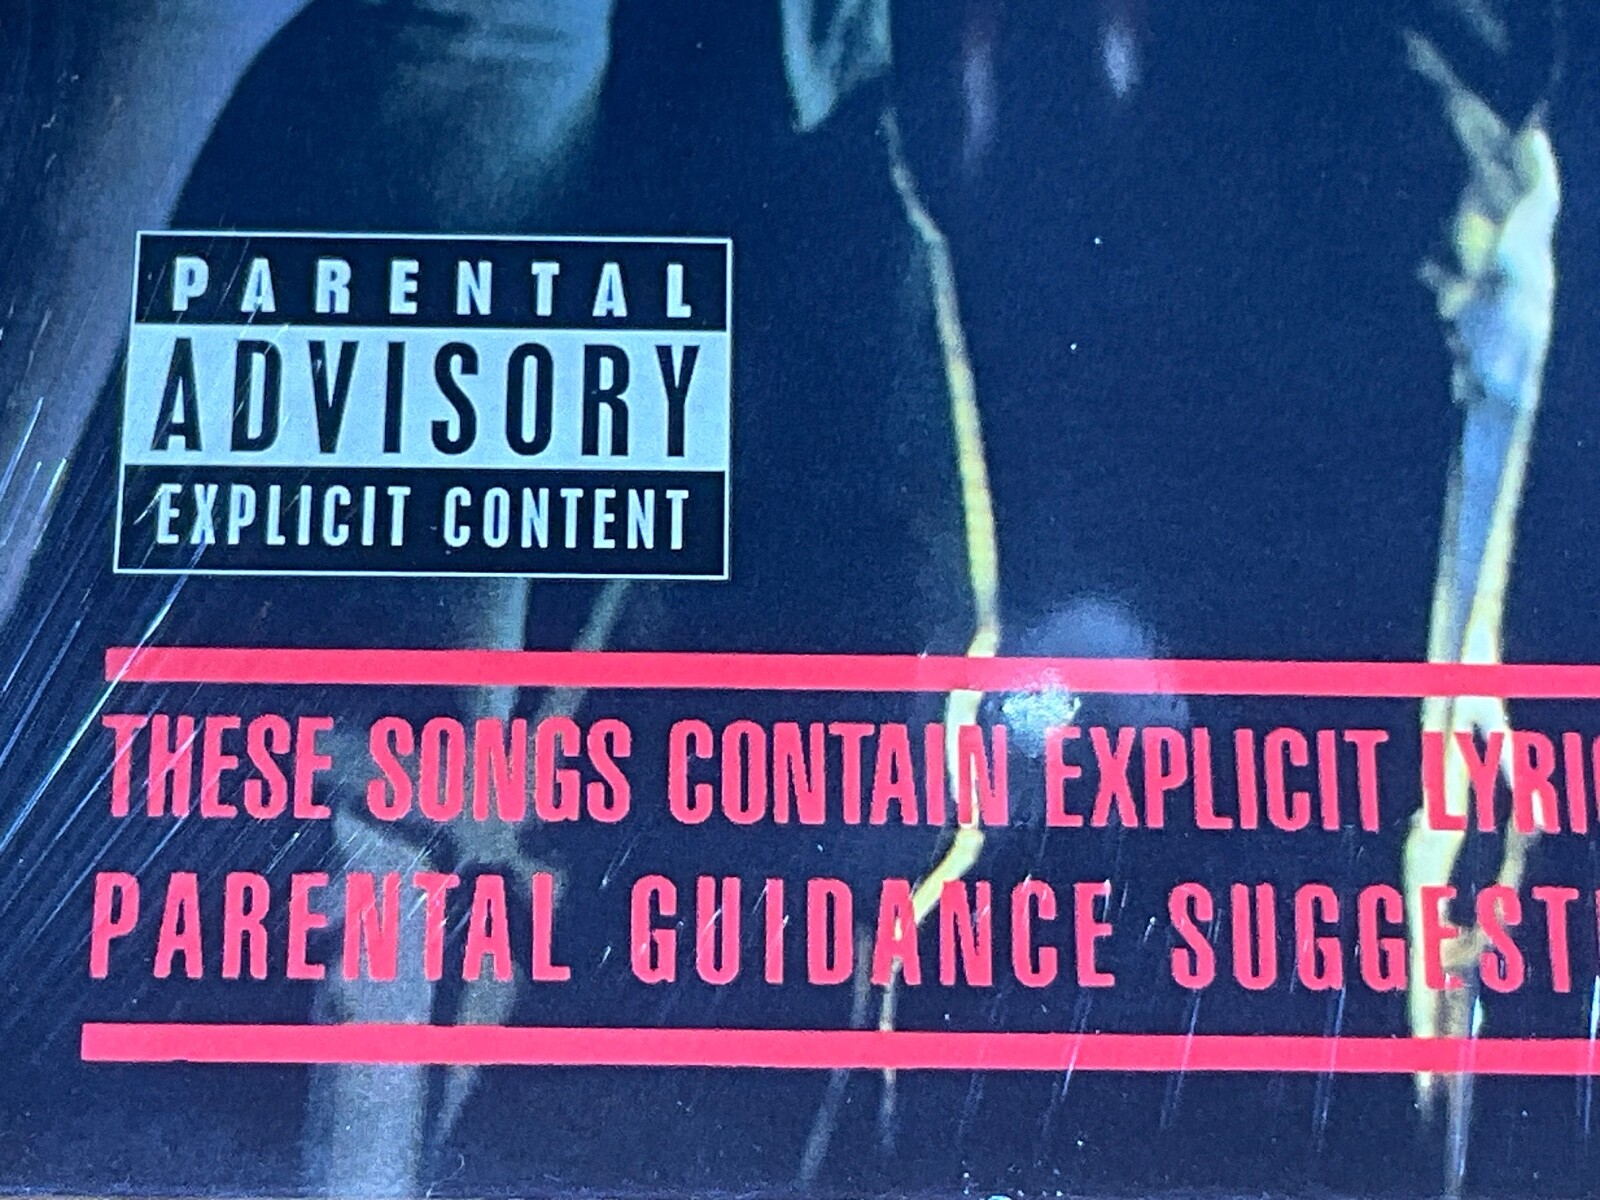 PARENTAL
ADVISORY
EXPLICIT CONTENT
THESE SONGS CONTAIN EXPLICIT
PARENTAL GUIDANCE